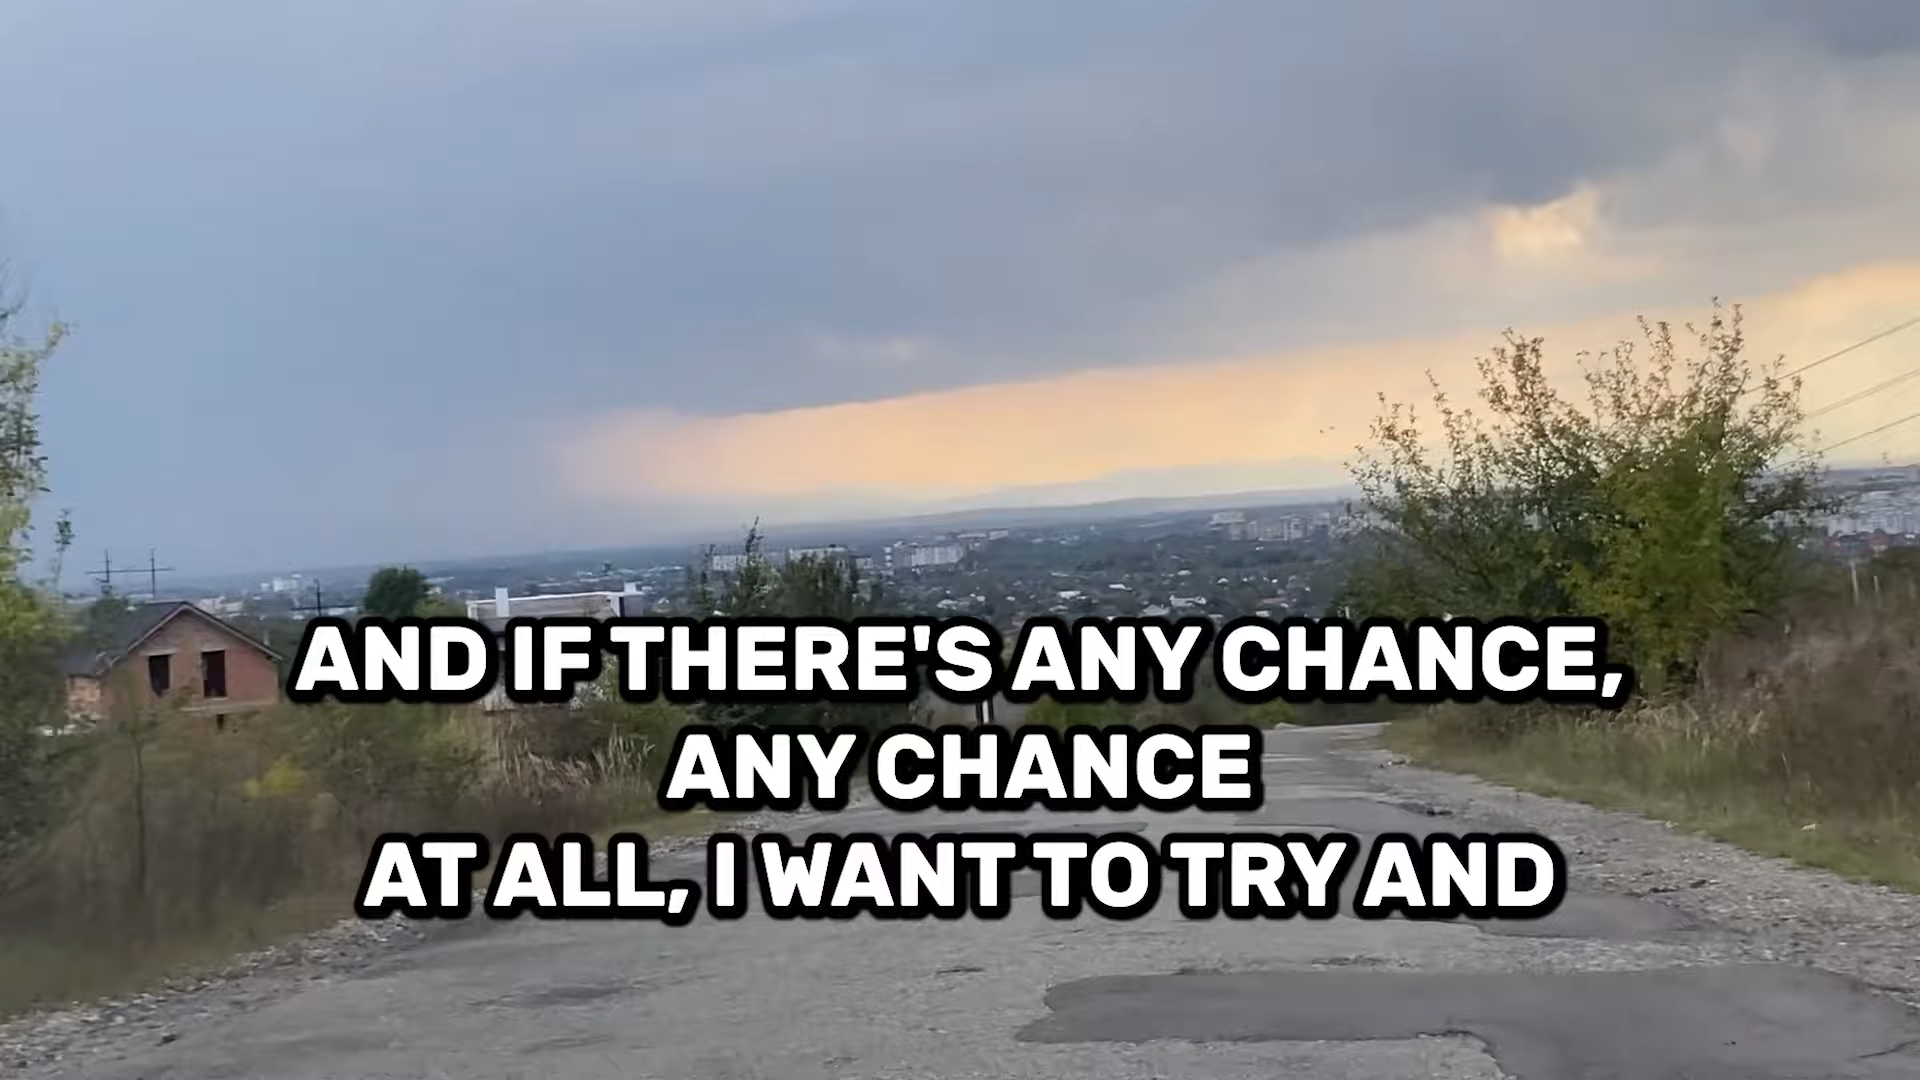 AND IF THERE'S ANY CHANCE,
ANY CHANCE
AT ALL, I WANT TO TRY AND